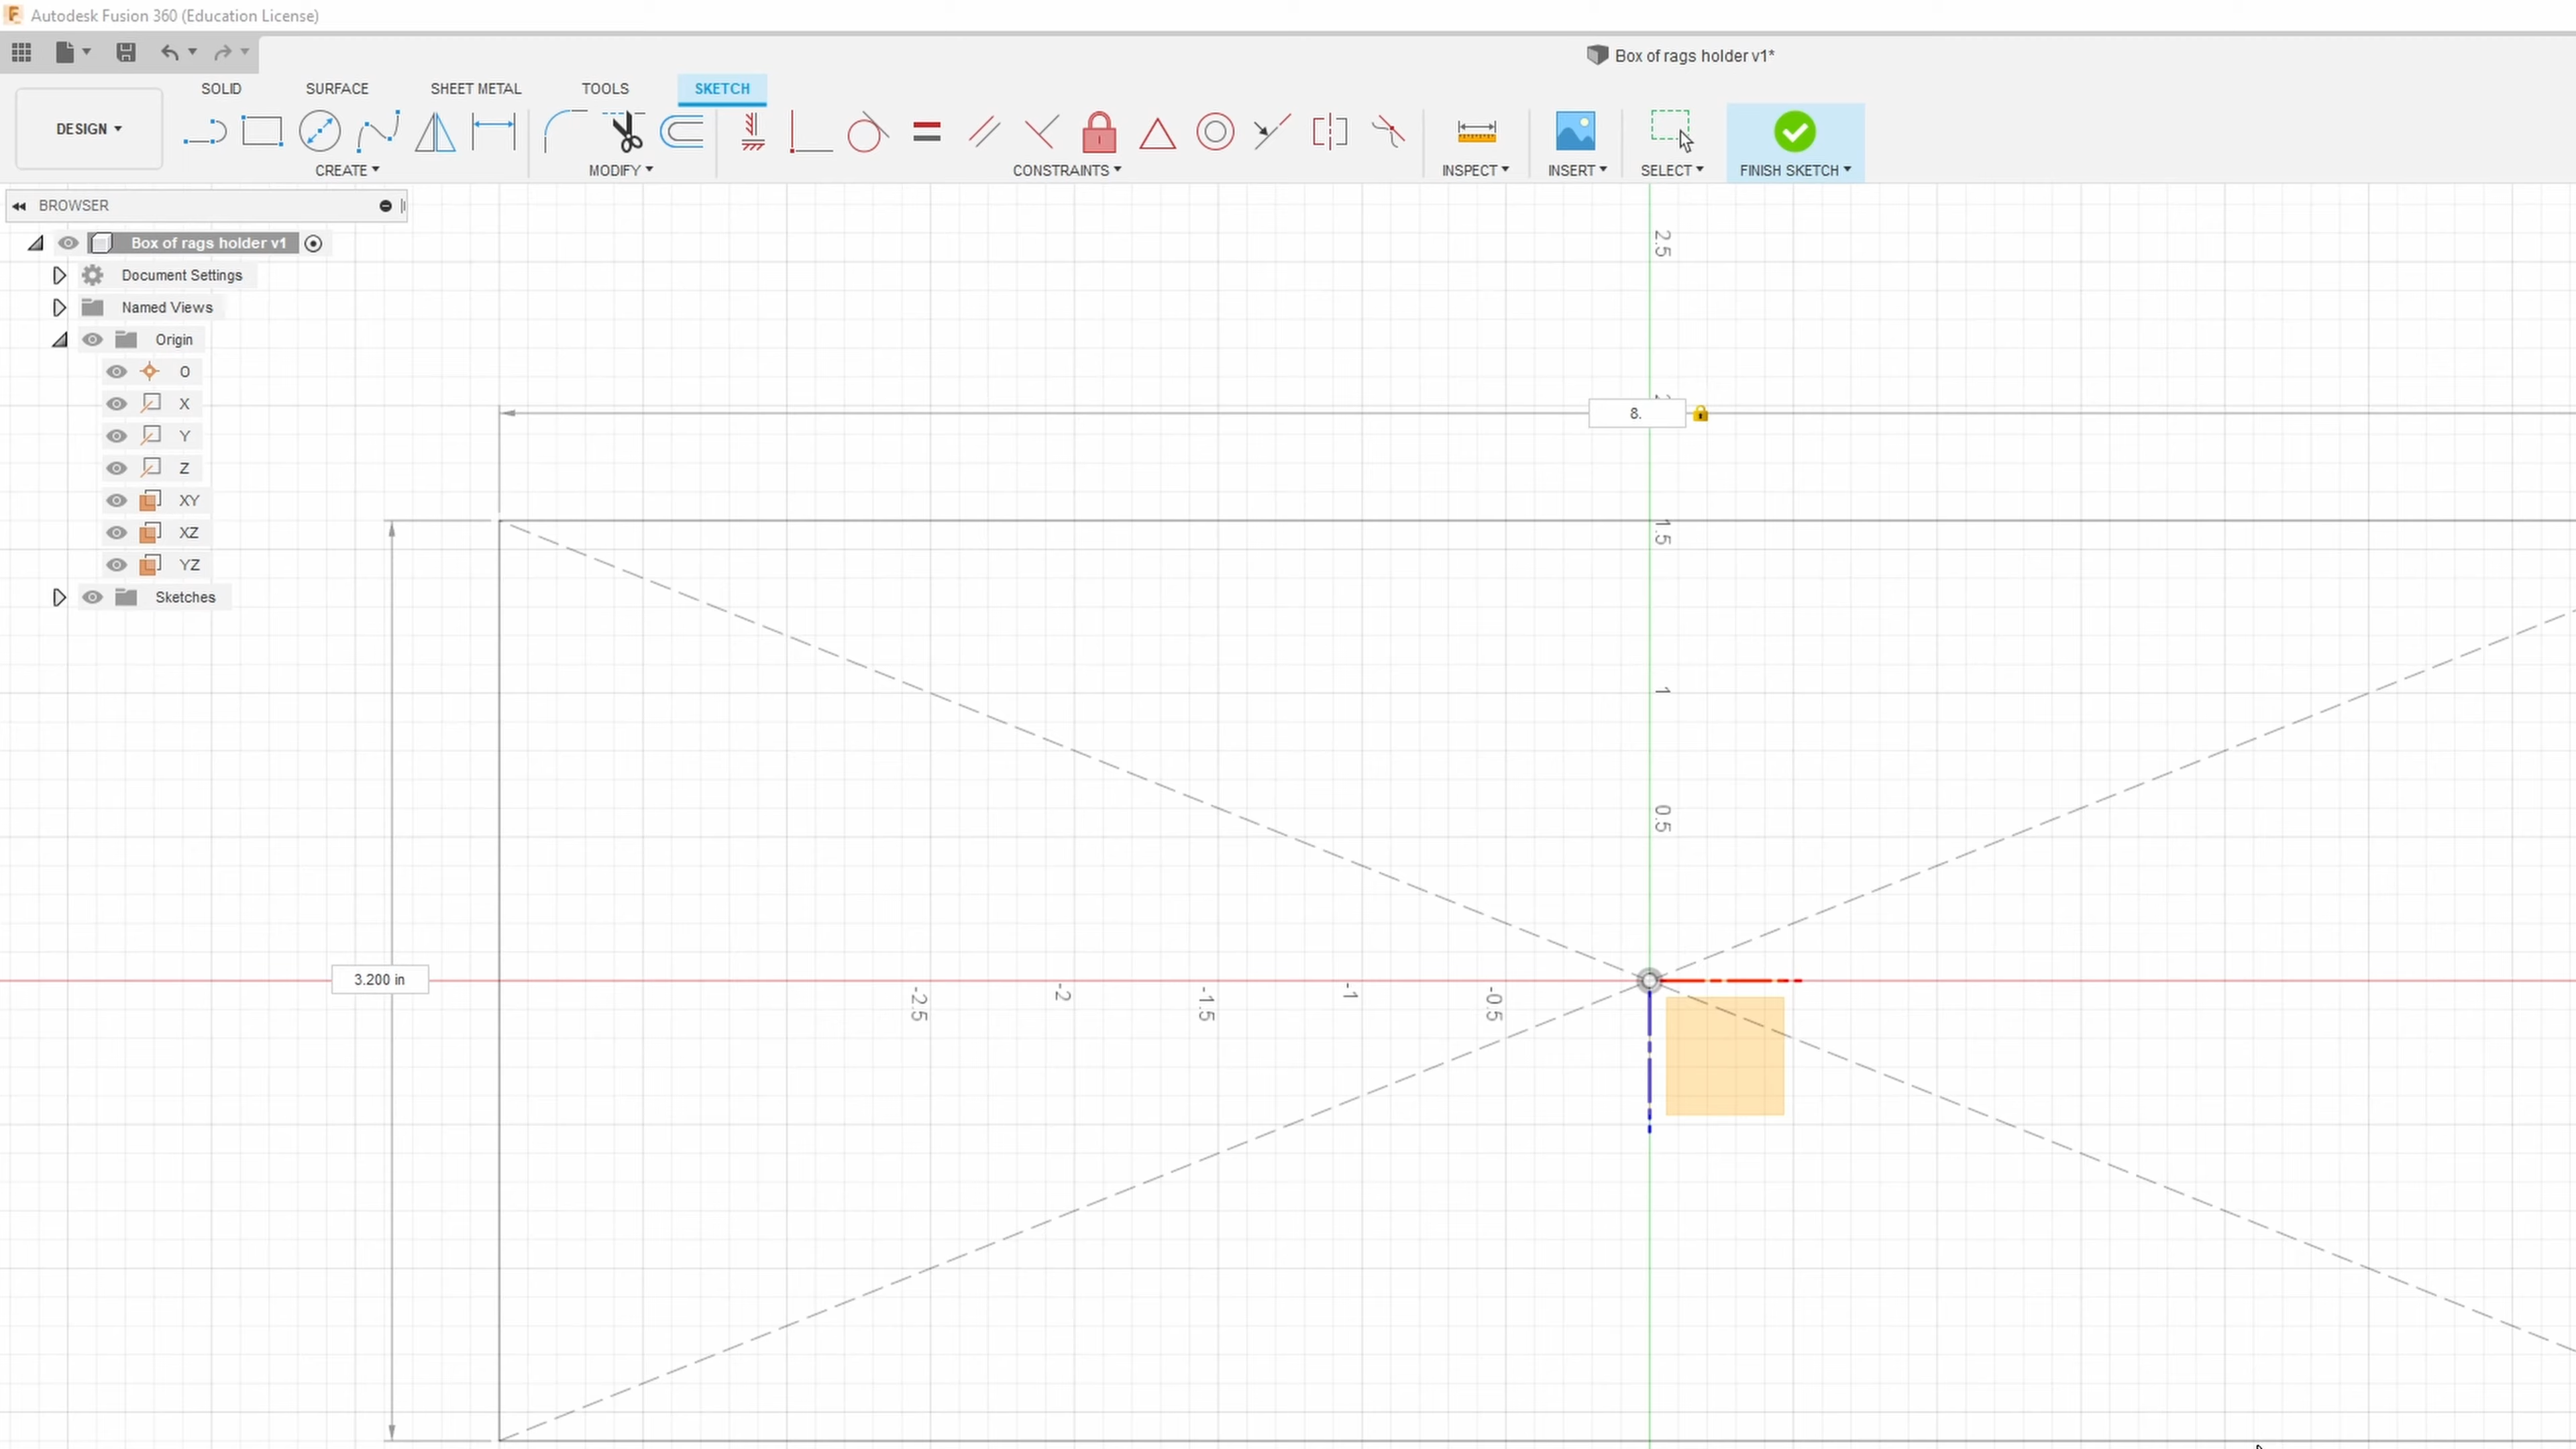 Autodesk Fusion 360 (Education License)
Box of rags holder v1*
SOLID SURFACE SHEET METAL TOOLS SKETCH
DESIGN
CREATE MODIFY CONSTRAINTS INSPECT INSERT SELECT FINISH SKETCH
BROWSER
Box of rags holder v1
Document Settings
Named Views
Origin
O
X
Y
Z
XY
XZ
YZ
Sketches
2.5
8.
1.5
1
0.5
3.200 in
-2.5
-2
-1.5
-1
-0.5